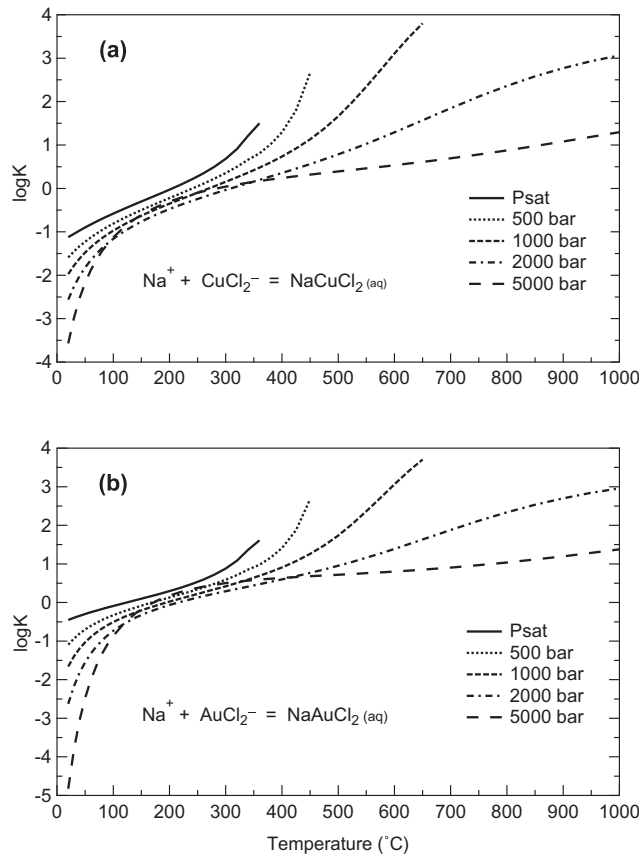 4
(a)
3
2
1
logK
0
-1
-2
-3
-4
Psat
500 bar
1000 bar
2000 bar
5000 bar
Na⁺ + CuCl₂⁻ = NaCuCl₂ (aq)
0 100 200 300 400 500 600 700 800 900 1000
4
(b)
3
2
1
logK
0
-1
-2
-3
-4
-5
Psat
500 bar
1000 bar
2000 bar
5000 bar
Na⁺ + AuCl₂⁻ = NaAuCl₂ (aq)
0 100 200 300 400 500 600 700 800 900 1000
Temperature (˚C)